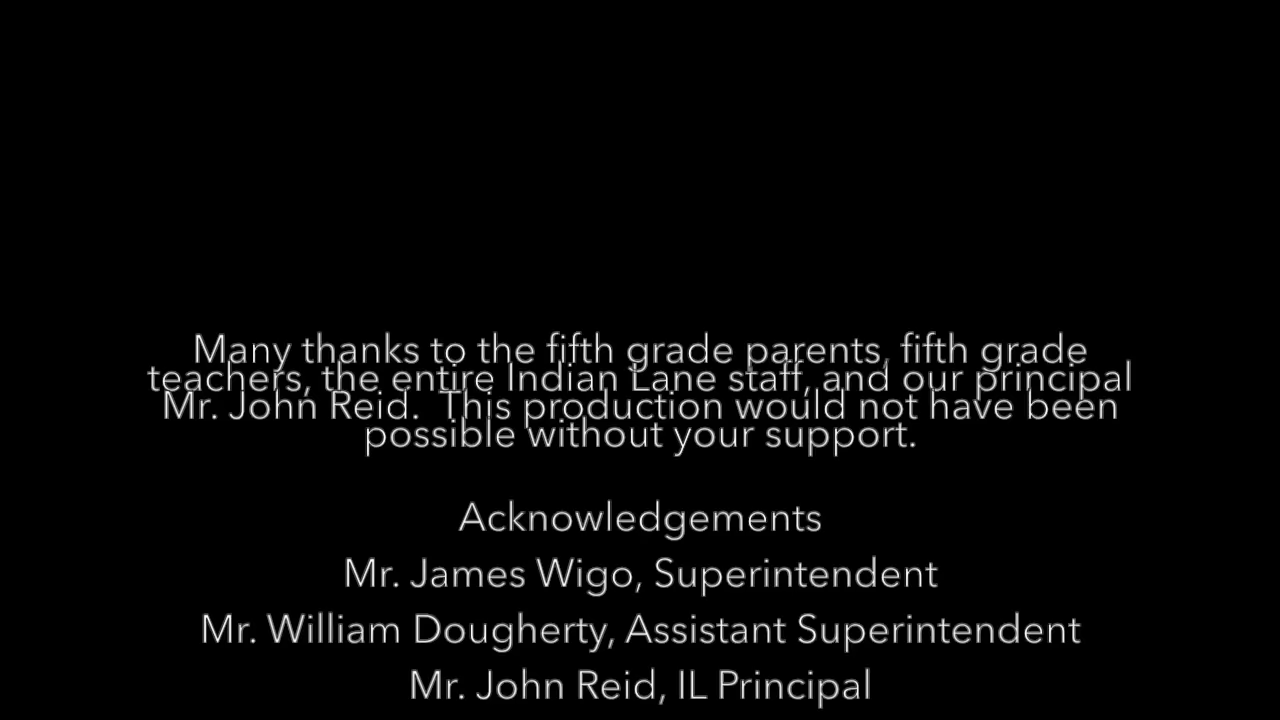 Many thanks to the fifth grade parents, fifth grade
teachers, the entire Indian Lane staff, and our principal
Mr. John Reid.  This production would not have been
possible without your support.
Acknowledgements
Mr. James Wigo, Superintendent
Mr. William Dougherty, Assistant Superintendent
Mr. John Reid, IL Principal